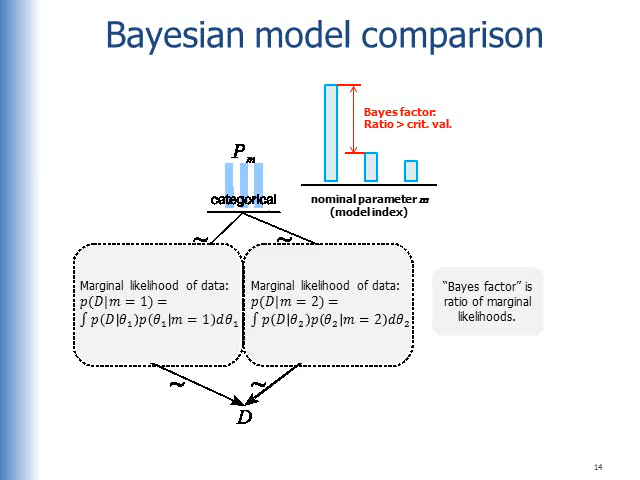 Bayesian model comparison
Bayes factor:
Ratio > crit. val.
P_m
categorical
nominal parameter m
(model index)
~ ~
Marginal likelihood of data:
p(D|m = 1) =
∫ p(D|θ₁)p(θ₁|m = 1)dθ₁
Marginal likelihood of data:
p(D|m = 2) =
∫ p(D|θ₂)p(θ₂|m = 2)dθ₂
“Bayes factor” is
ratio of marginal
likelihoods.
~ ~
D
14